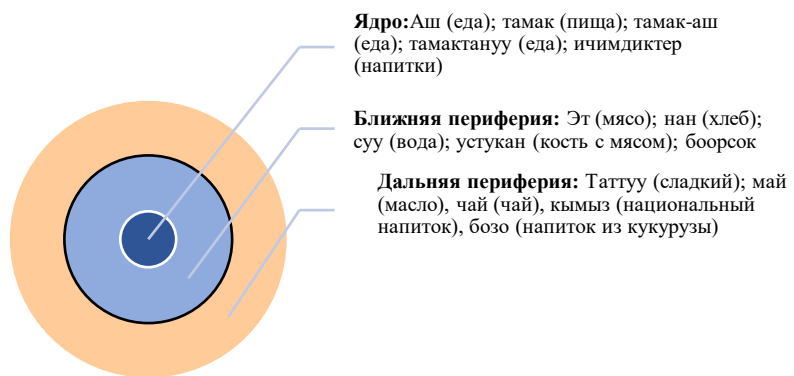 Ядро:Аш (еда); тамак (пища); тамак-аш
(еда); тамактануу (еда); ичимдиктер
(напитки)
Ближняя периферия: Эт (мясо); нан (хлеб);
суу (вода); устукан (кость с мясом); боорсок
Дальняя периферия: Таттуу (сладкий); май
(масло), чай (чай), кымыз (национальный
напиток), бозо (напиток из кукурузы)